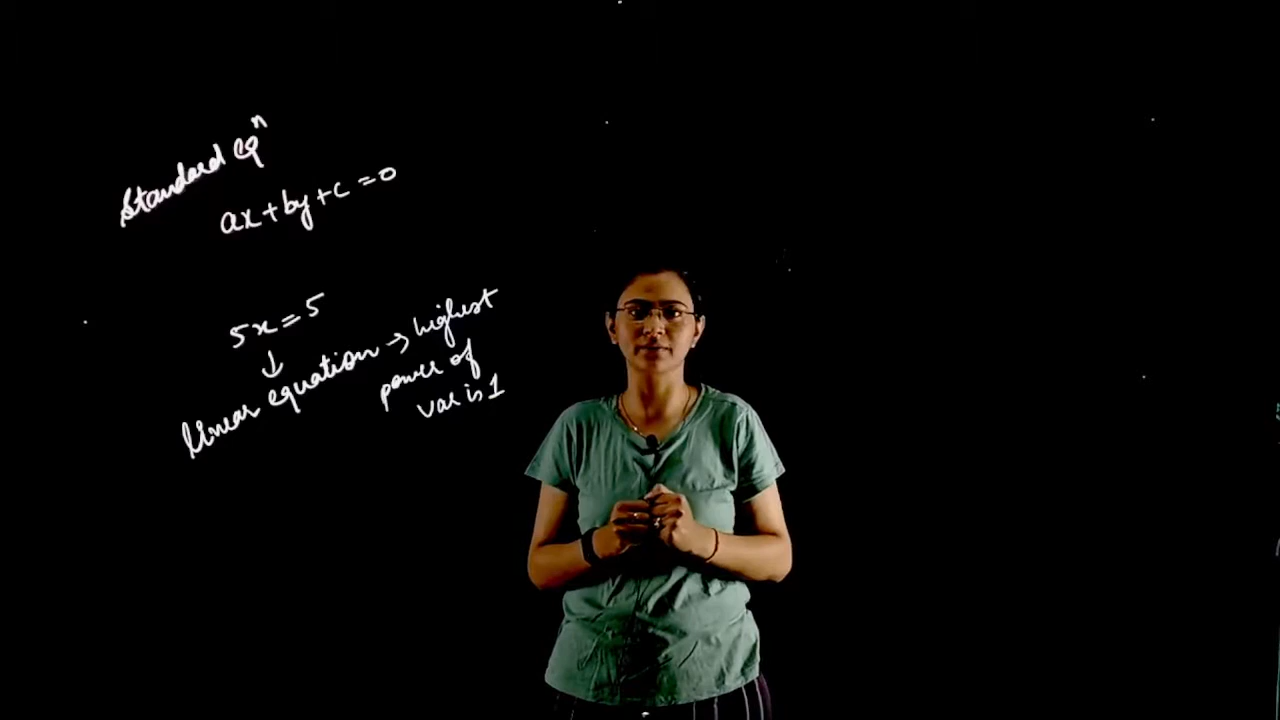 Standard eqⁿ
ax + by + c = 0
5x = 5
↓
linear equation → highest
power of
var is 1